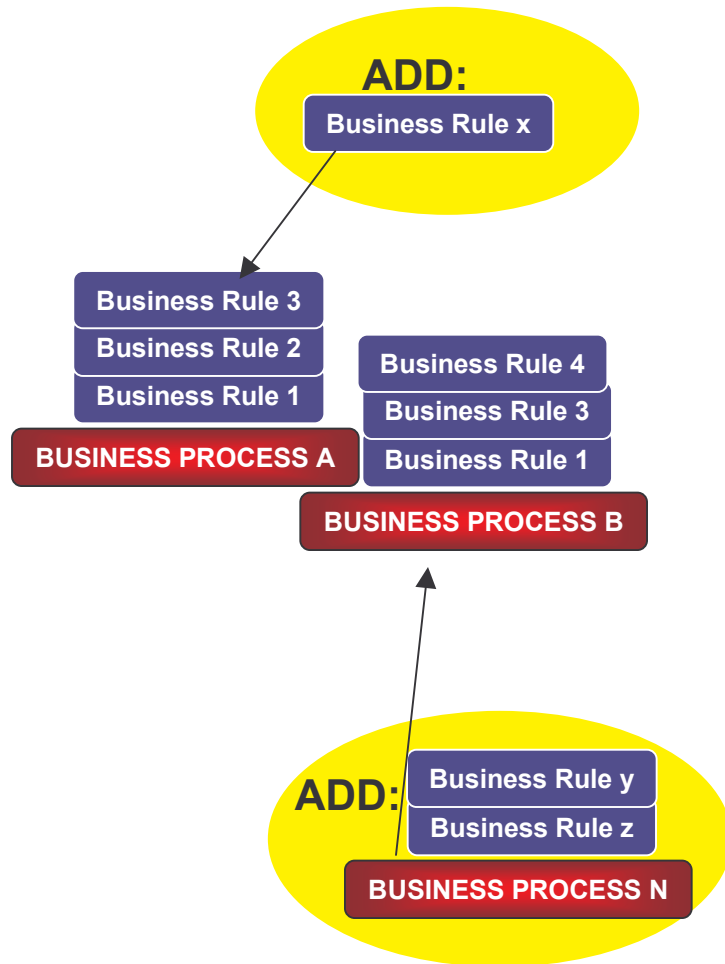 ADD:
Business Rule x
Business Rule 3
Business Rule 2
Business Rule 1
BUSINESS PROCESS A
Business Rule 4
Business Rule 3
Business Rule 1
BUSINESS PROCESS B
ADD:
Business Rule y
Business Rule z
BUSINESS PROCESS N